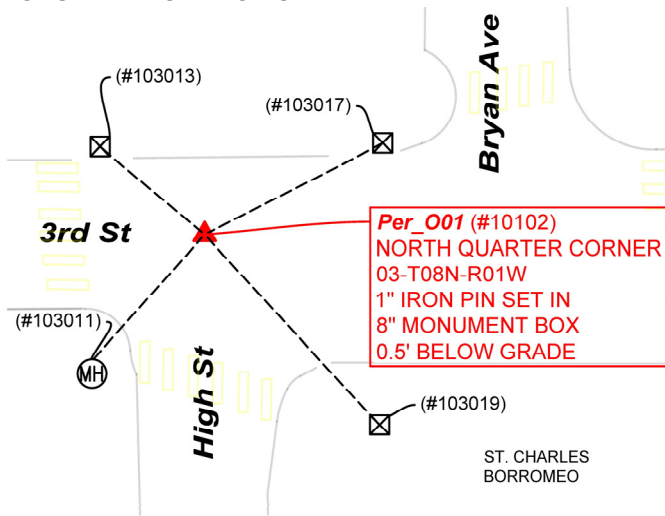 (#103013)
(#103017)
Bryan Ave
3rd St
Per_O01 (#10102)
NORTH QUARTER CORNER
03-T08N-R01W
1" IRON PIN SET IN
8" MONUMENT BOX
0.5' BELOW GRADE
(#103011)
MH
High St
(#103019)
ST. CHARLES
BORROMEO